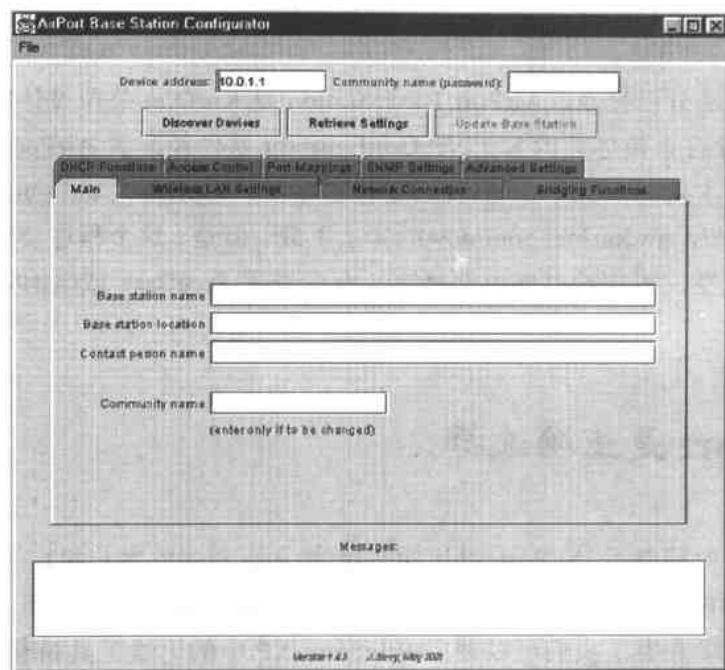 AirPort Base Station Configurator
File
Device address: 10.0.1.1 Community name (password):
Discover Devices Retrieve Settings Update Base Station
DHCP Functions Access Control Port Mappings SNMP Settings Advanced Settings
Main Wireless LAN Settings Network Connection Bridging Functions
Base station name
Base station location
Contact person name
Community name
(enter only if to be changed)
Messages:
J. Sevy, May 2001